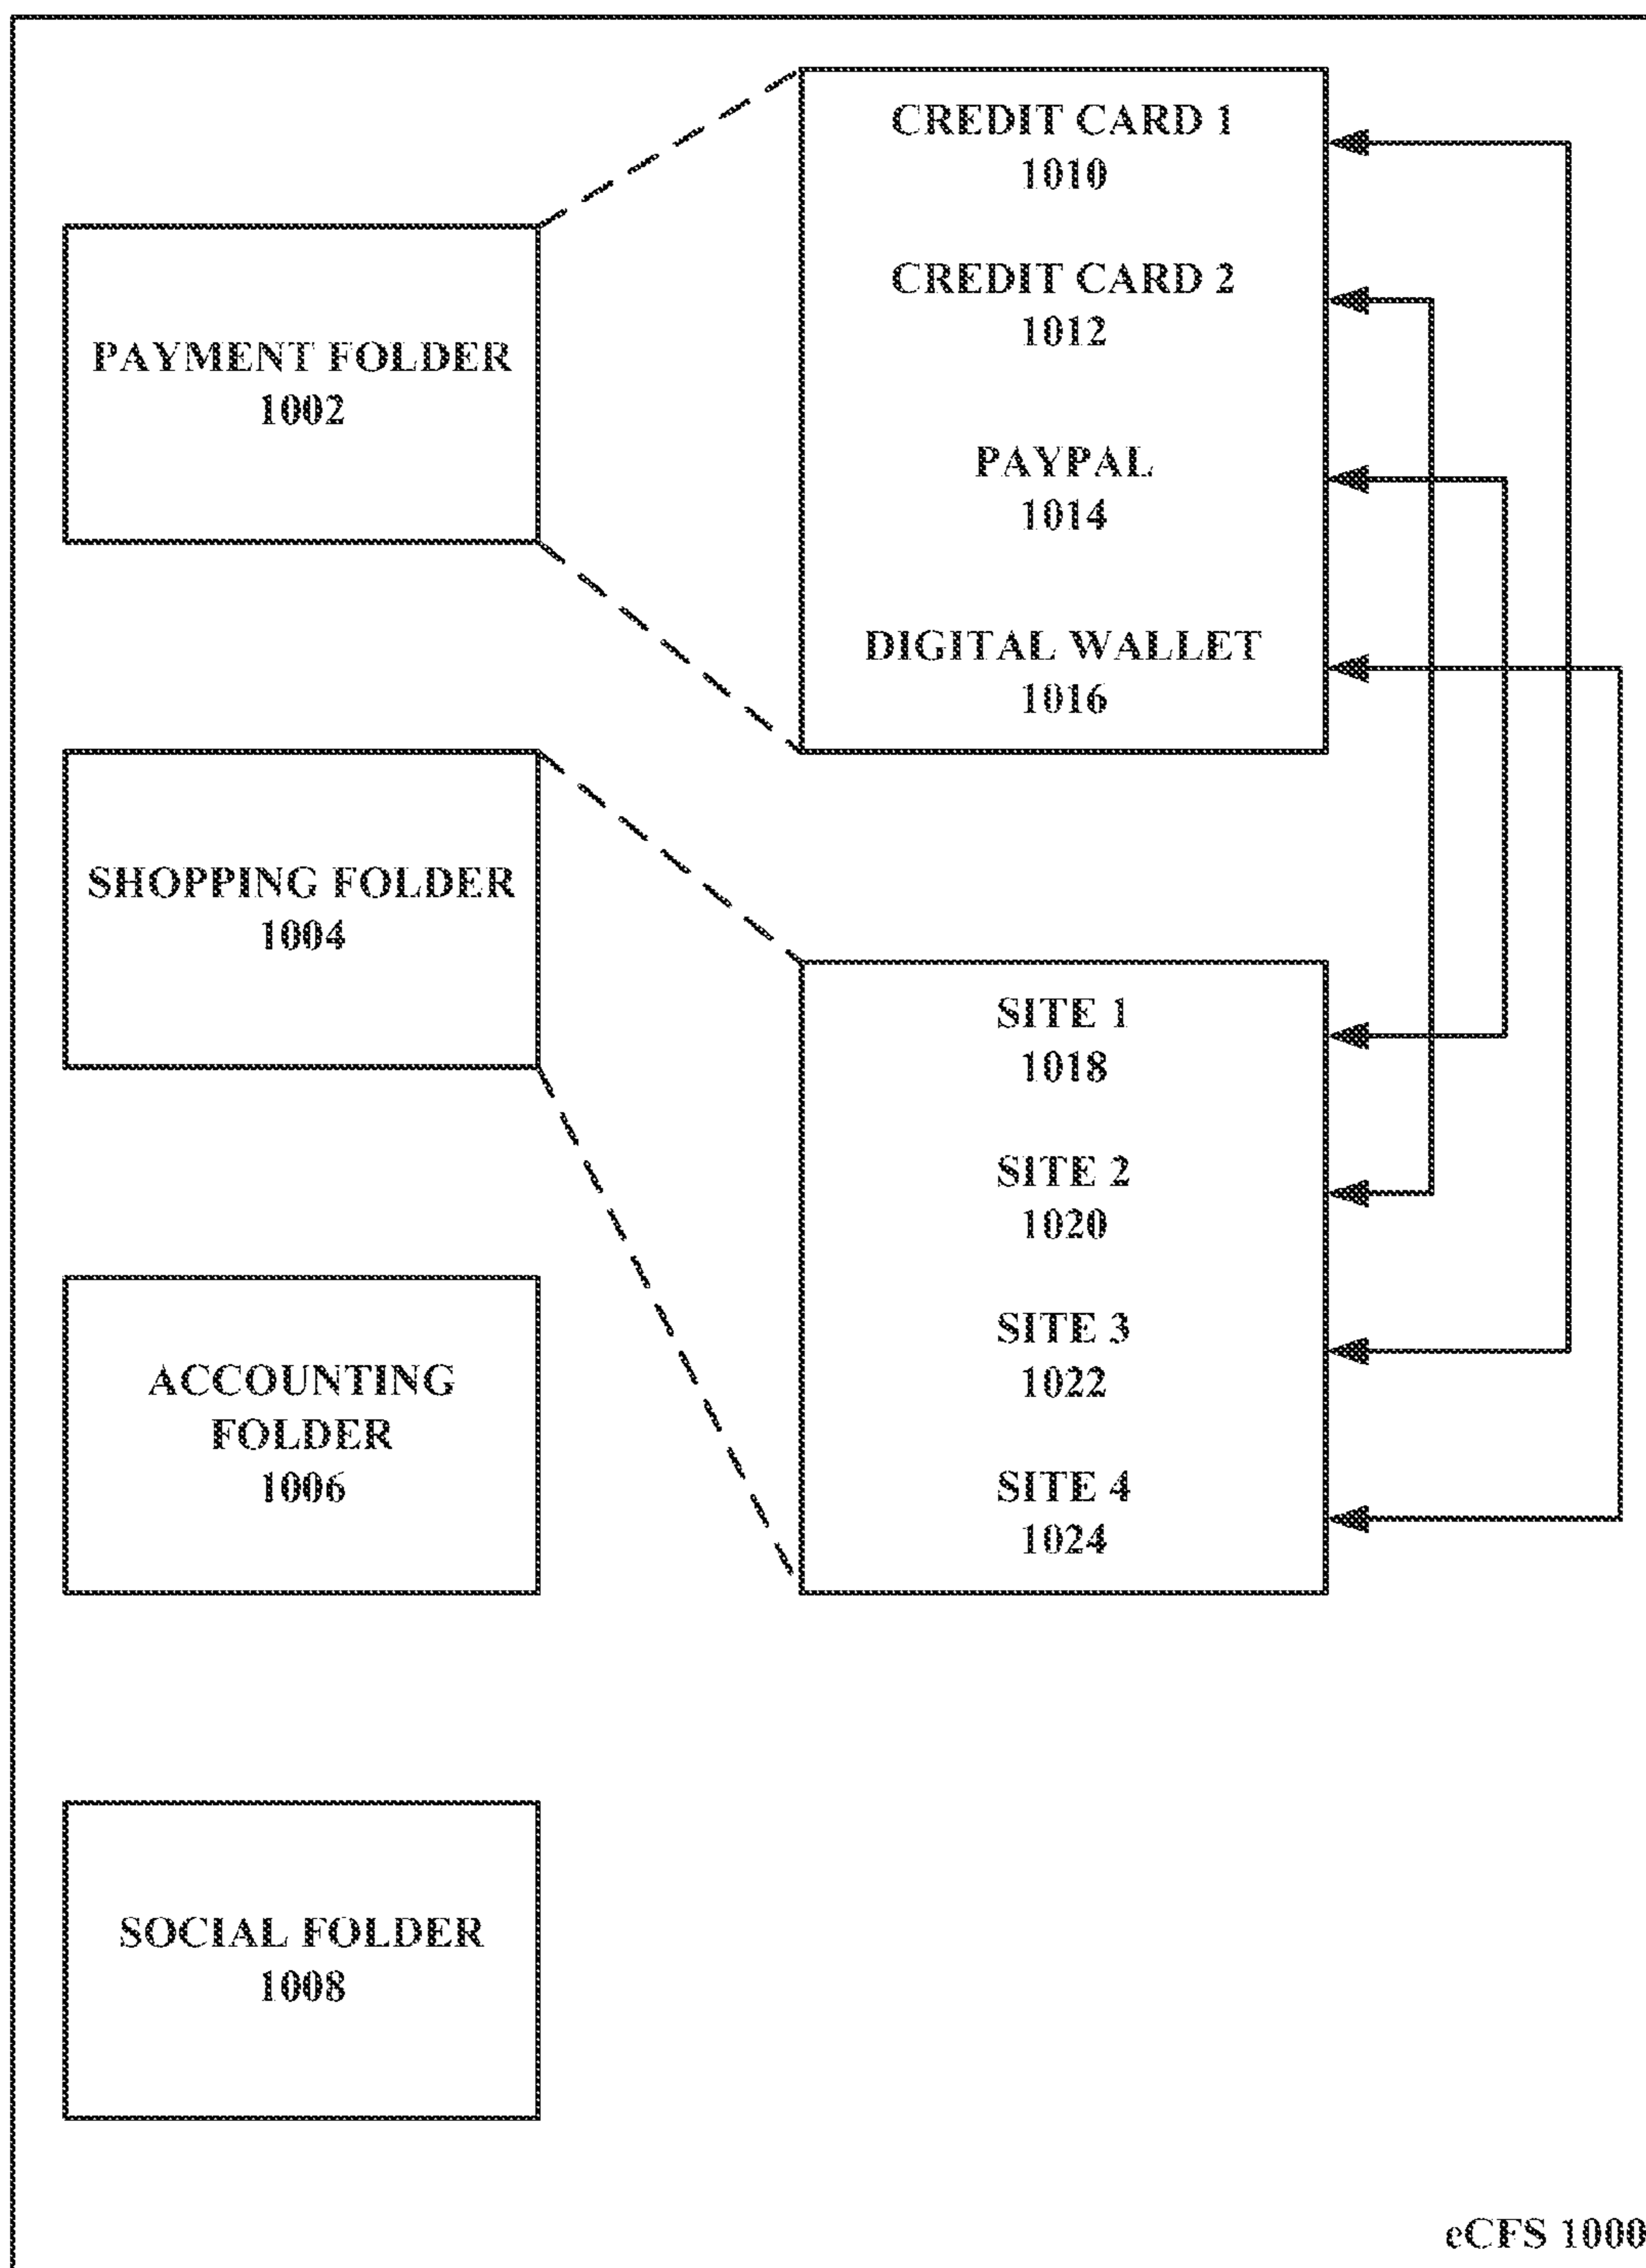 CREDIT CARD 1
1010
CREDIT CARD 2
1012
PAYPAL
1014
DIGITAL WALLET
1016
PAYMENT FOLDER
1002
SHOPPING FOLDER
1004
SITE 1
1018
SITE 2
1020
SITE 3
1022
SITE 4
1024
ACCOUNTING
FOLDER
1006
SOCIAL FOLDER
1008
eCFS 1000